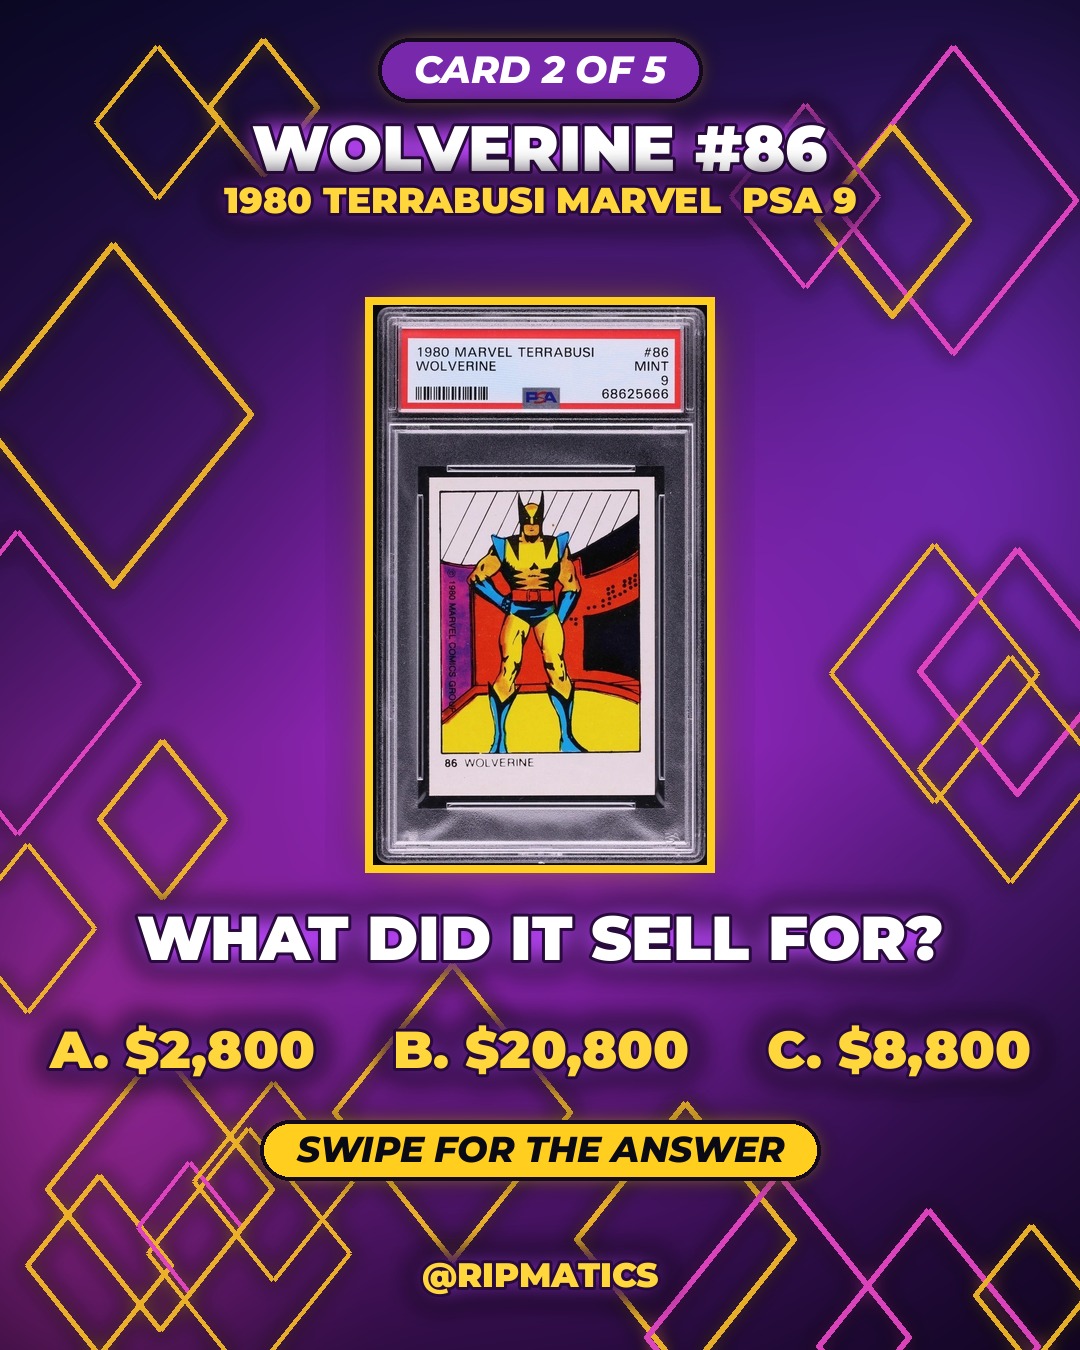 CARD 2 OF 5
WOLVERINE #86
1980 TERRABUSI MARVEL PSA 9
1980 MARVEL TERRABUSI #86
WOLVERINE MINT
9
PSA 68625666
© 1980 MARVEL COMICS GROUP
86 WOLVERINE
WHAT DID IT SELL FOR?
A. $2,800 B. $20,800 C. $8,800
SWIPE FOR THE ANSWER
@RIPMATICS